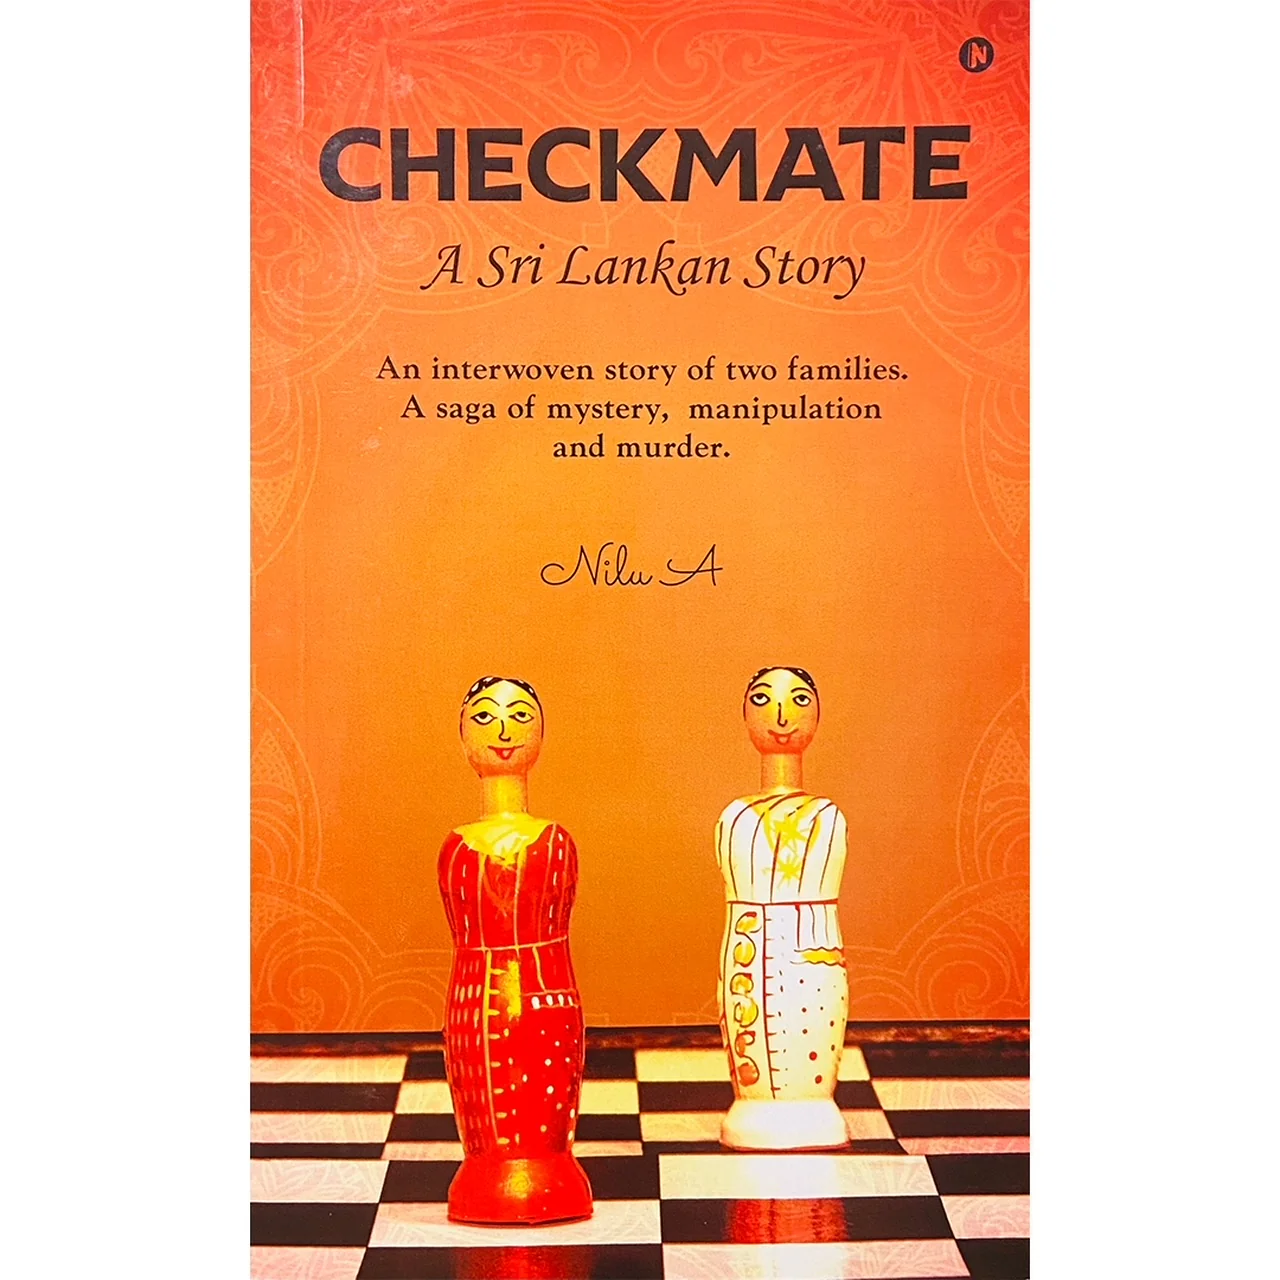 N
CHECKMATE
A Sri Lankan Story
An interwoven story of two families.
A saga of mystery, manipulation
and murder.
Nilu A